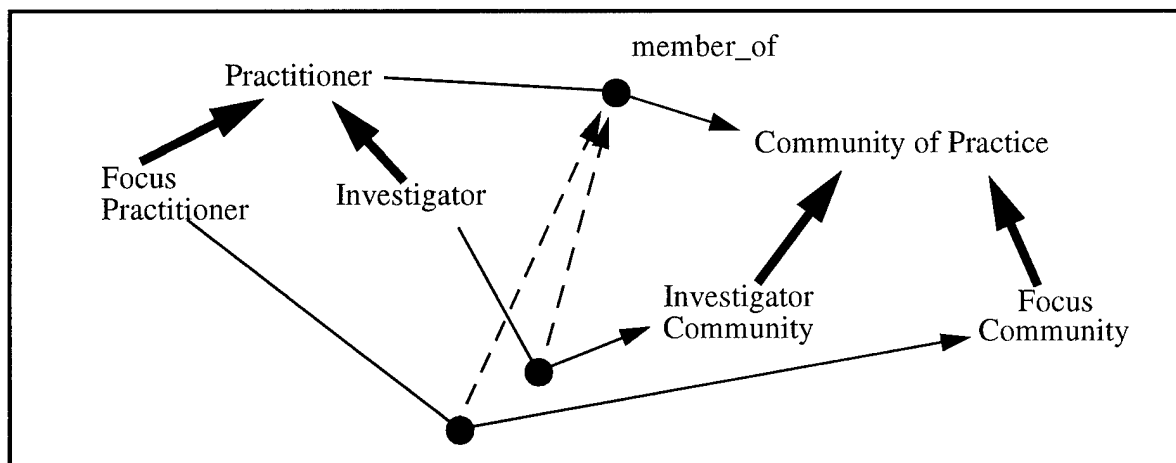 member_of
Practitioner
Community of Practice
Focus
Practitioner
Investigator
Investigator
Community
Focus
Community